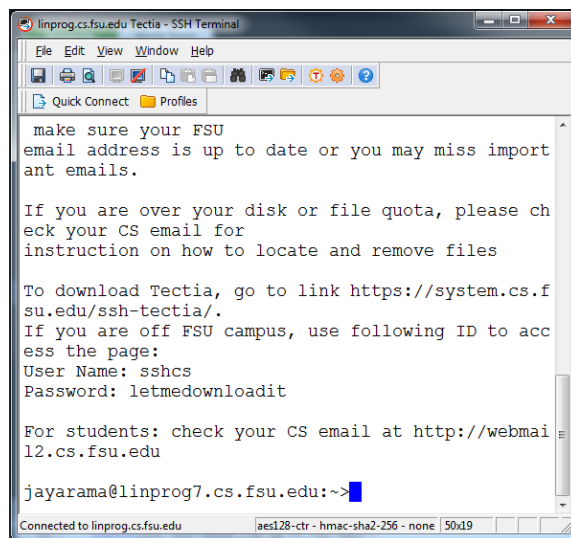 linprog.cs.fsu.edu Tectia - SSH Terminal
File Edit View Window Help
Quick Connect Profiles
make sure your FSU
email address is up to date or you may miss import
ant emails.
If you are over your disk or file quota, please ch
eck your CS email for
instruction on how to locate and remove files
To download Tectia, go to link https://system.cs.f
su.edu/ssh-tectia/.
If you are off FSU campus, use following ID to acc
ess the page:
User Name: sshcs
Password: letmedownloadit
For students: check your CS email at http://webmai
l2.cs.fsu.edu
jayarama@linprog7.cs.fsu.edu:~>
Connected to linprog.cs.fsu.edu aes128-ctr - hmac-sha2-256 - none 50x19